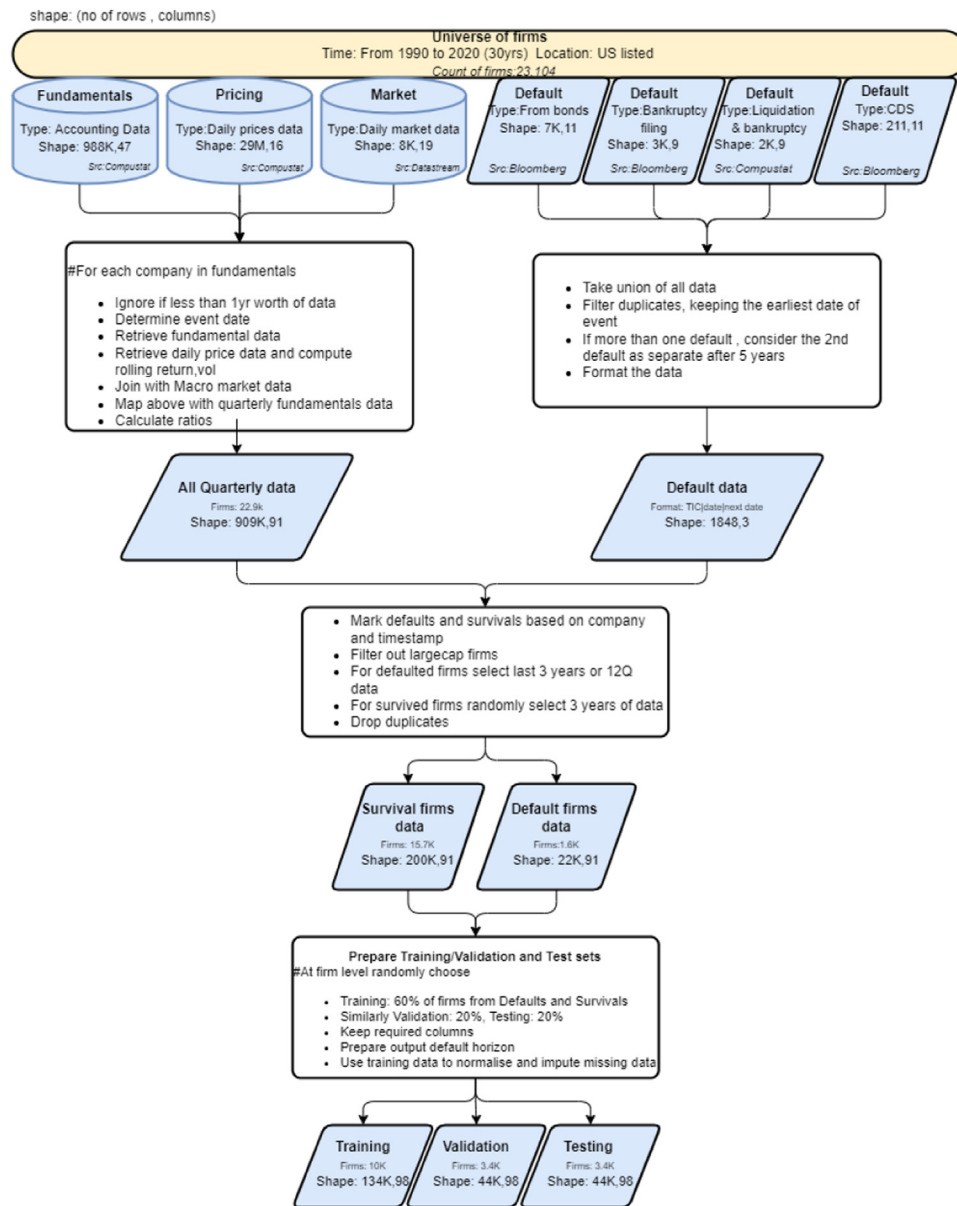 shape: (no of rows , columns)
Universe of firms
Time: From 1990 to 2020 (30yrs)  Location: US listed
Count of firms:23,104
Fundamentals
Type: Accounting Data
Shape: 988K,47
Src:Compustat
Pricing
Type:Daily prices data
Shape: 29M,16
Src:Compustat
Market
Type:Daily market data
Shape: 8K,19
Src:Datastream
Default
Type:From bonds
Shape: 7K,11
Src:Bloomberg
Default
Type:Bankruptcy
filing
Shape: 3K,9
Src:Bloomberg
Default
Type:Liquidation
& bankruptcy
Shape: 2K,9
Src:Compustat
Default
Type:CDS
Shape: 211,11
Src:Bloomberg
#For each company in fundamentals
• Ignore if less than 1yr worth of data
• Determine event date
• Retrieve fundamental data
• Retrieve daily price data and compute
rolling return,vol
• Join with Macro market data
• Map above with quarterly fundamentals data
• Calculate ratios
• Take union of all data
• Filter duplicates, keeping the earliest date of
event
• If more than one default , consider the 2nd
default as separate after 5 years
• Format the data
All Quarterly data
Firms: 22.9k
Shape: 909K,91
Default data
Format: TIC|date|next date
Shape: 1848,3
• Mark defaults and survivals based on company
and timestamp
• Filter out largecap firms
• For defaulted firms select last 3 years or 12Q
data
• For survived firms randomly select 3 years of data
• Drop duplicates
Survival firms
data
Firms: 15.7K
Shape: 200K,91
Default firms
data
Firms:1.6K
Shape: 22K,91
Prepare Training/Validation and Test sets
#At firm level randomly choose
• Training: 60% of firms from Defaults and Survivals
• Similarly Validation: 20%, Testing: 20%
• Keep required columns
• Prepare output default horizon
• Use training data to normalise and impute missing data
Training
Firms: 10K
Shape: 134K,98
Validation
Firms: 3.4K
Shape: 44K,98
Testing
Firms: 3.4K
Shape: 44K,98